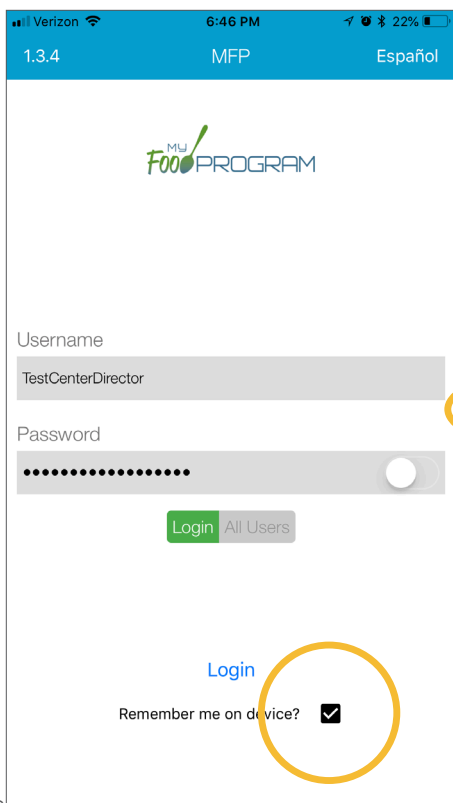 Verizon 6:46 PM 22%
1.3.4 MFP Español
MY
FOOD PROGRAM
Username
TestCenterDirector
Password
••••••••••••••••••
Login All Users
Login
Remember me on device?